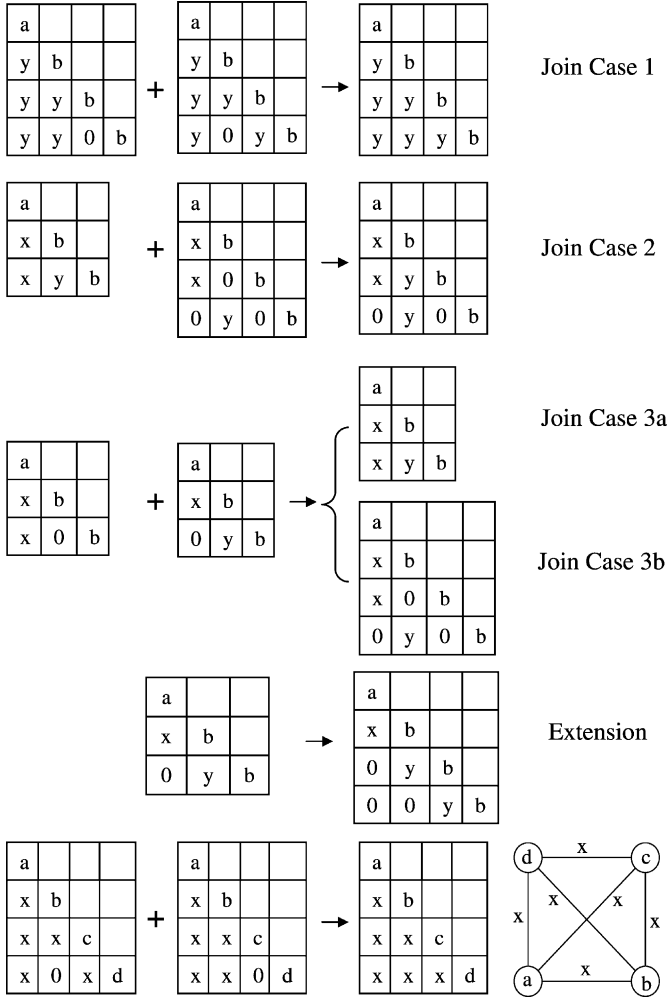 a a a
y b y b y b Join Case 1
y y b + y y b y y b
y y 0 b y 0 y b y y y b
a a a
x b + x b x b Join Case 2
x y b x 0 b x y b
0 y 0 b 0 y 0 b
a
x b Join Case 3a
x y b
a a
x b + x b
x 0 b 0 y b
a
x b Join Case 3b
x 0 b
0 y 0 b
a a
x b x b Extension
0 y b 0 y b
0 0 y b
a a a d x c
x b x b x b x x
x x c + x x c x x c x x
x 0 x d x x 0 d x x x d a x b